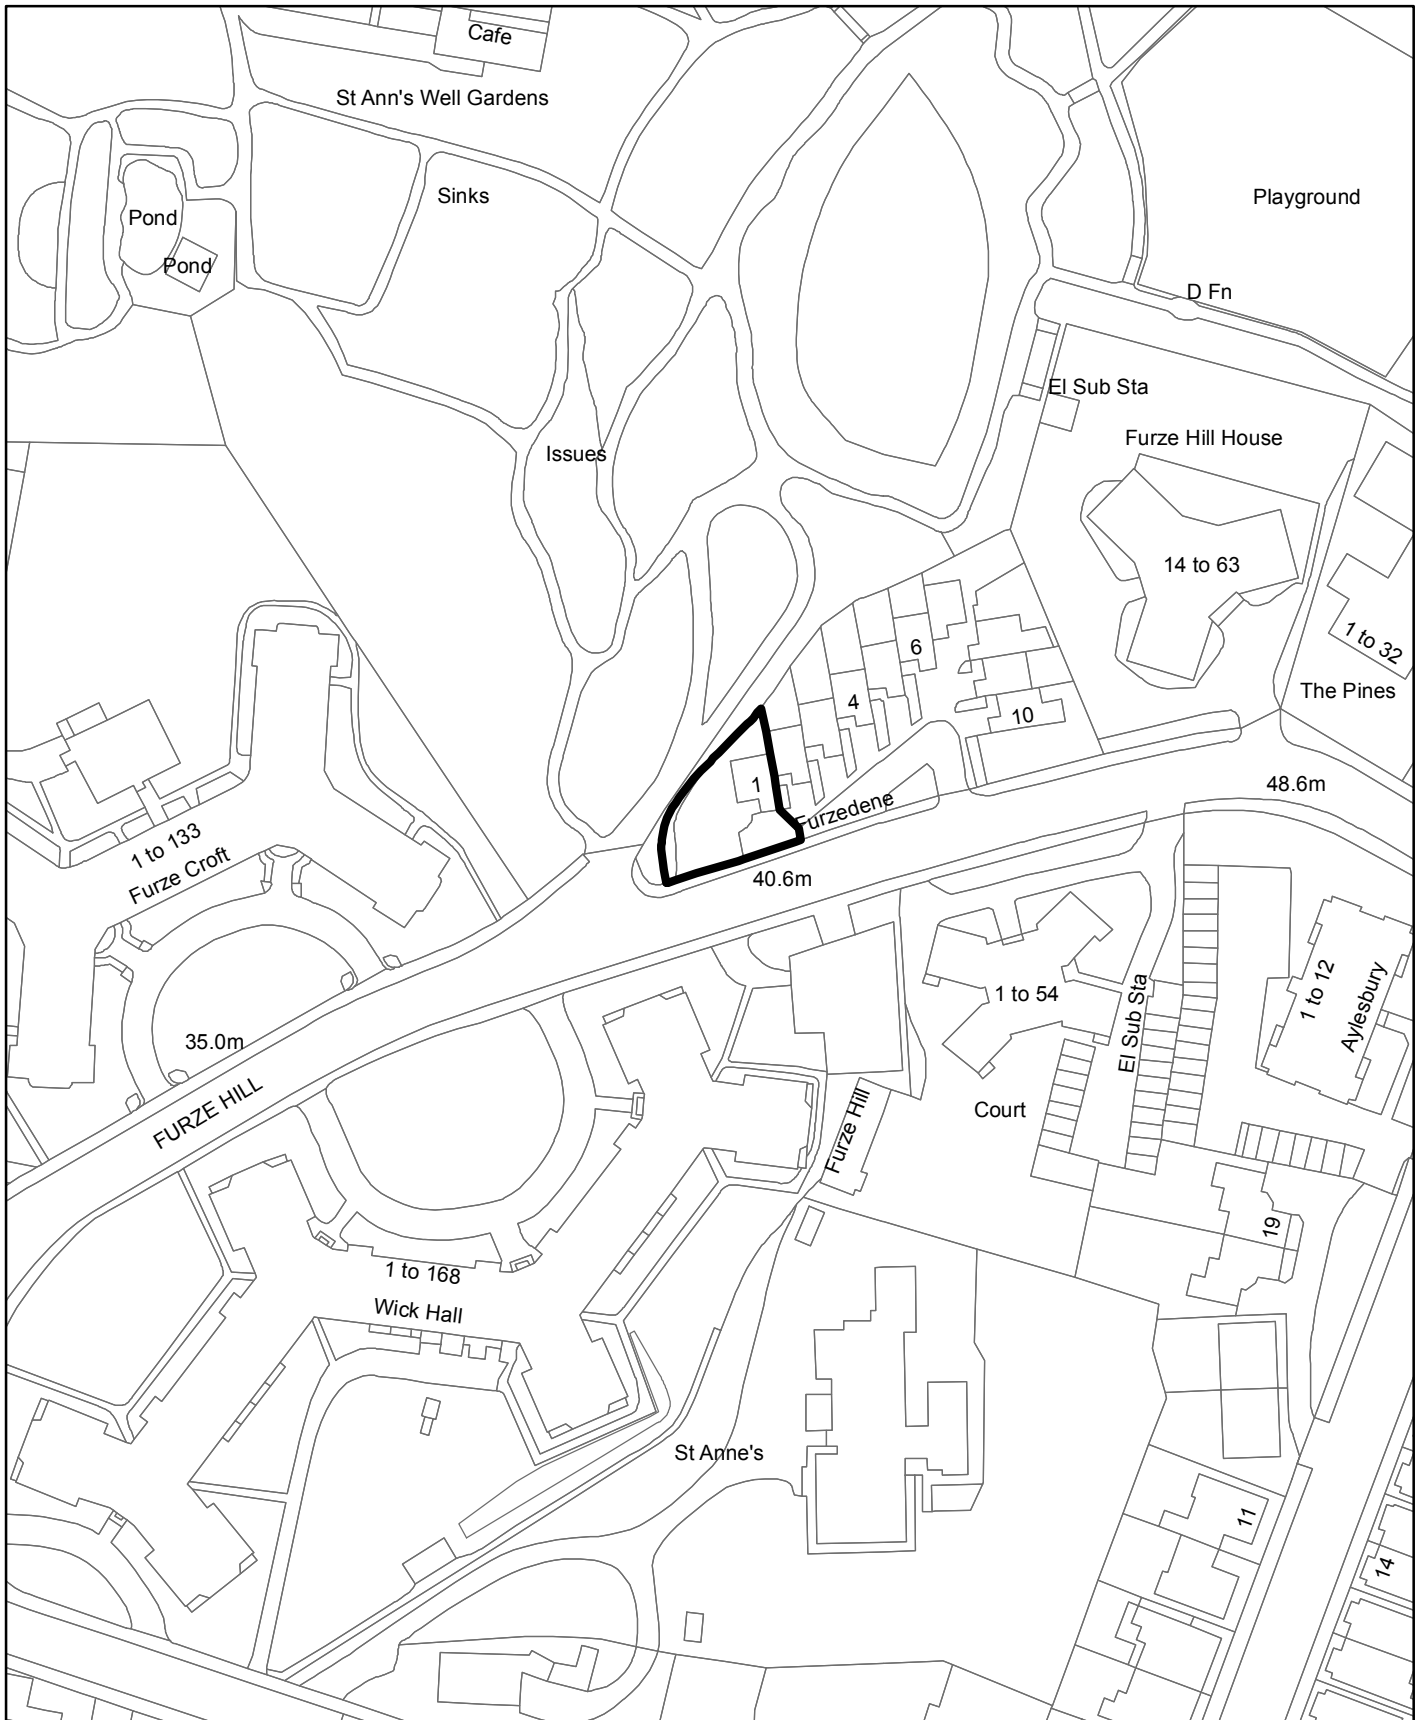 Cafe
St Ann's Well Gardens
Sinks
Playground
Pond
Pond
D Fn
El Sub Sta
Furze Hill House
Issues
14 to 63
1 to 32
6
The Pines
4
10
1
48.6m
Furzedene
1 to 133
Furze Croft
40.6m
1 to 54
1 to 12
Aylesbury
El Sub Sta
35.0m
FURZE HILL
Court
Furze Hill
19
1 to 168
Wick Hall
St Anne's
11
14